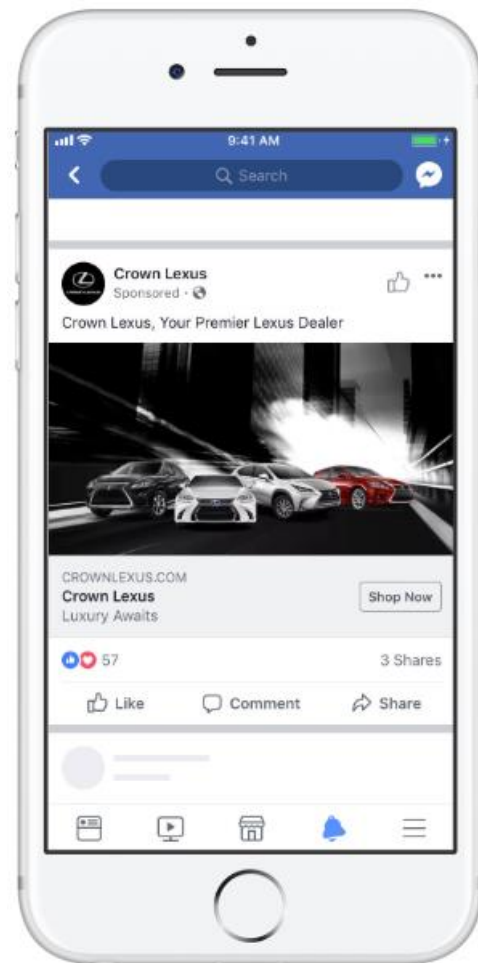 9:41 AM
Search
Crown Lexus
Sponsored ·
Crown Lexus, Your Premier Lexus Dealer
CROWNLEXUS.COM
Crown Lexus
Luxury Awaits
Shop Now
57
3 Shares
Like
Comment
Share